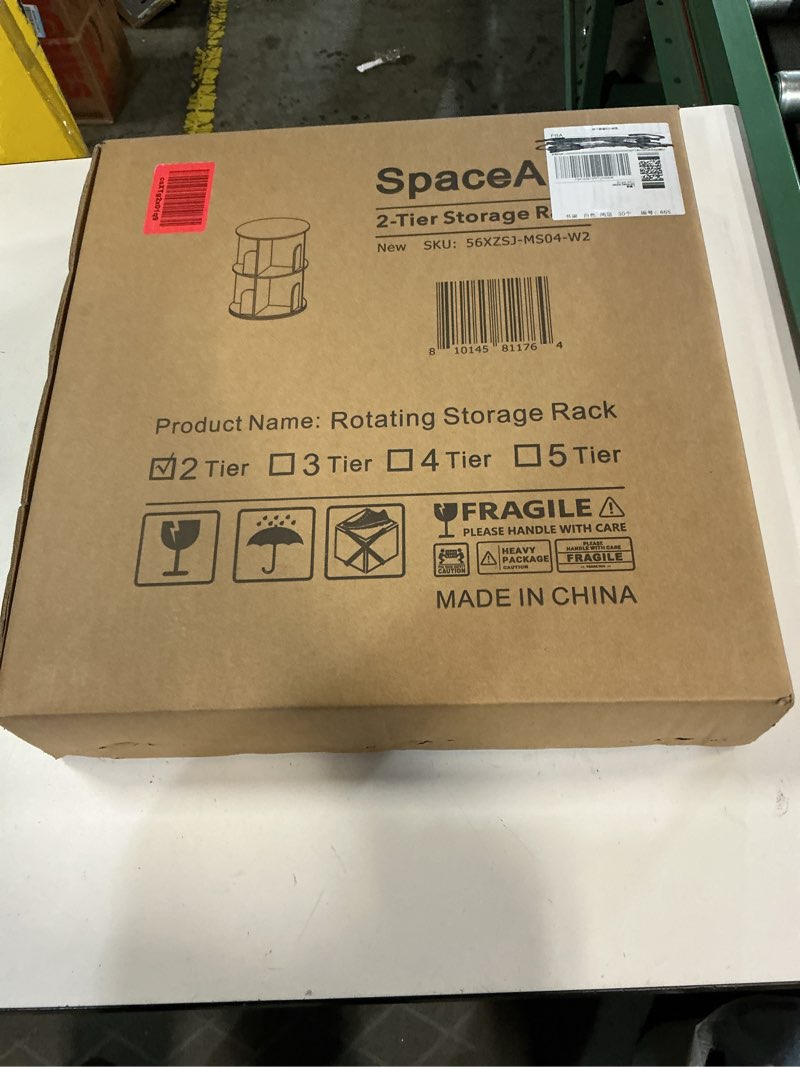 SpaceA
2-Tier Storage R
New SKU: 56XZSJ-MS04-W2
8 10145 81176 4
Product Name: Rotating Storage Rack
2 Tier 3 Tier 4 Tier 5 Tier
FRAGILE
PLEASE HANDLE WITH CARE
CAUTION
HEAVY
PACKAGE
CAUTION
PLEASE
HANDLE WITH CARE
FRAGILE
MADE IN CHINA